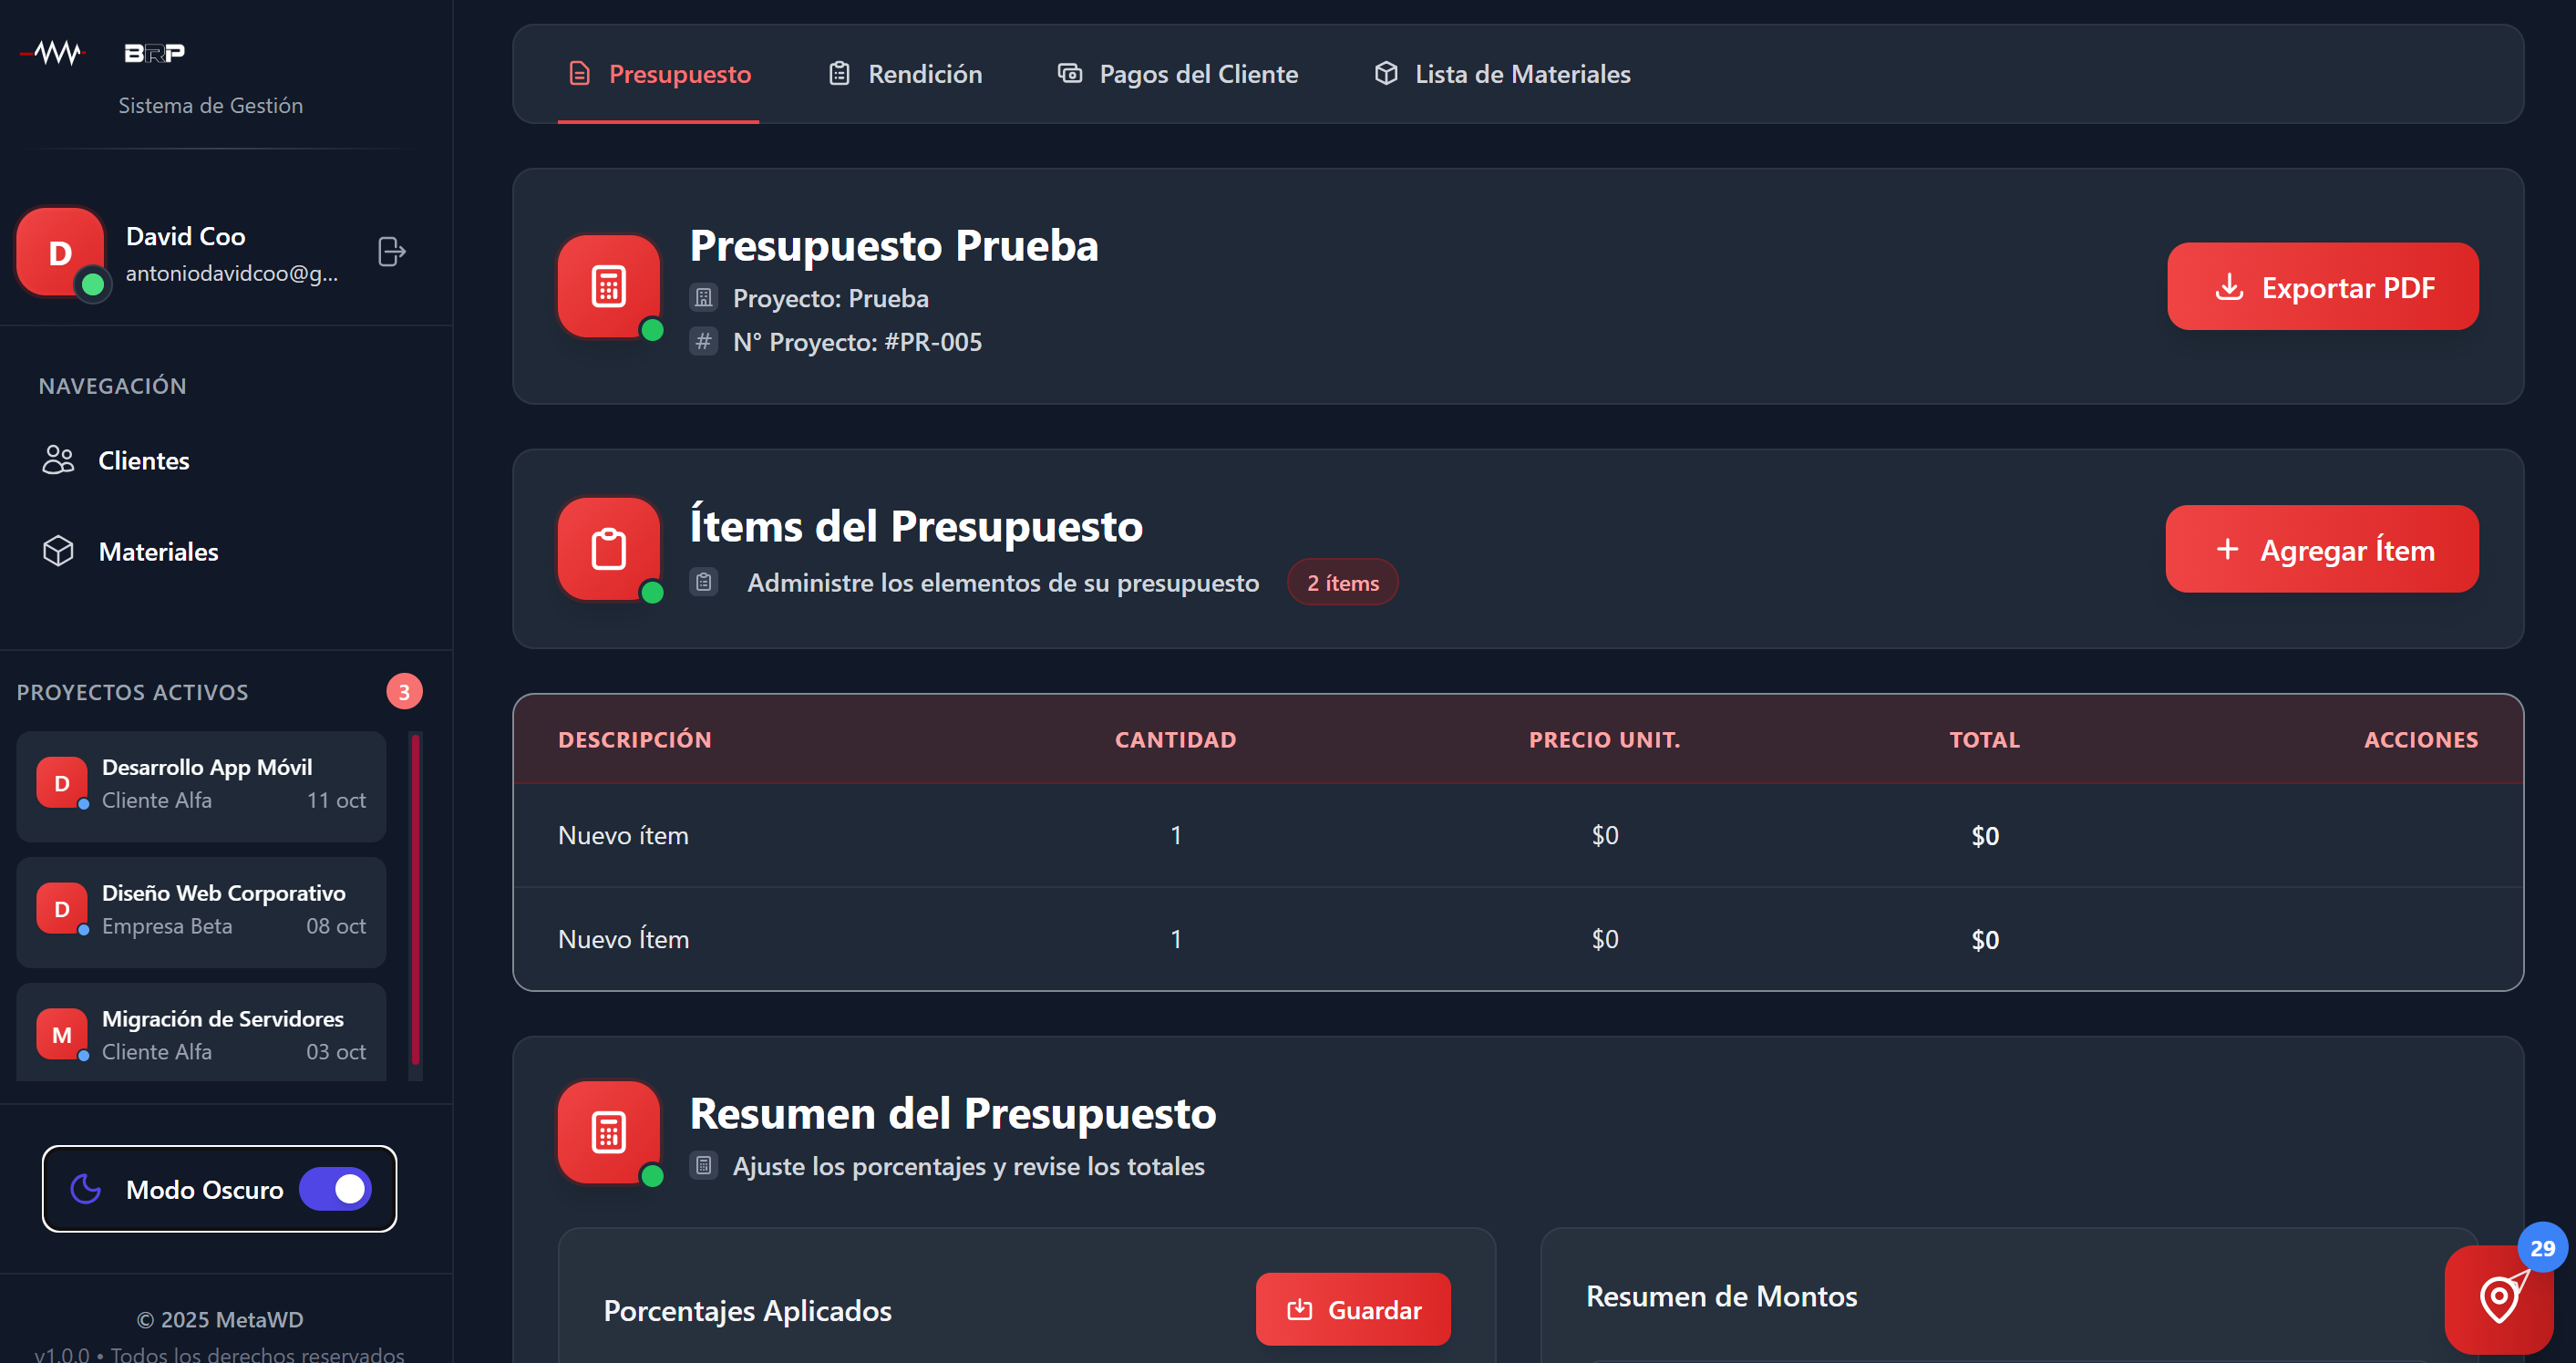 BRP
Sistema de Gestión
D
David Coo
antoniodavidcoo@g...
NAVEGACIÓN
Clientes
Materiales
PROYECTOS ACTIVOS
3
D
Desarrollo App Móvil
Cliente Alfa
11 oct
D
Diseño Web Corporativo
Empresa Beta
08 oct
M
Migración de Servidores
Cliente Alfa
03 oct
Modo Oscuro
© 2025 MetaWD
v1.0.0 • Todos los derechos reservados
Presupuesto
Rendición
Pagos del Cliente
Lista de Materiales
Presupuesto Prueba
Proyecto: Prueba
# N° Proyecto: #PR-005
Exportar PDF
Ítems del Presupuesto
Administre los elementos de su presupuesto
2 ítems
+ Agregar Ítem
DESCRIPCIÓN CANTIDAD PRECIO UNIT. TOTAL ACCIONES
Nuevo ítem 1 $0 $0
Nuevo Ítem 1 $0 $0
Resumen del Presupuesto
Ajuste los porcentajes y revise los totales
Porcentajes Aplicados
Guardar
Resumen de Montos
29